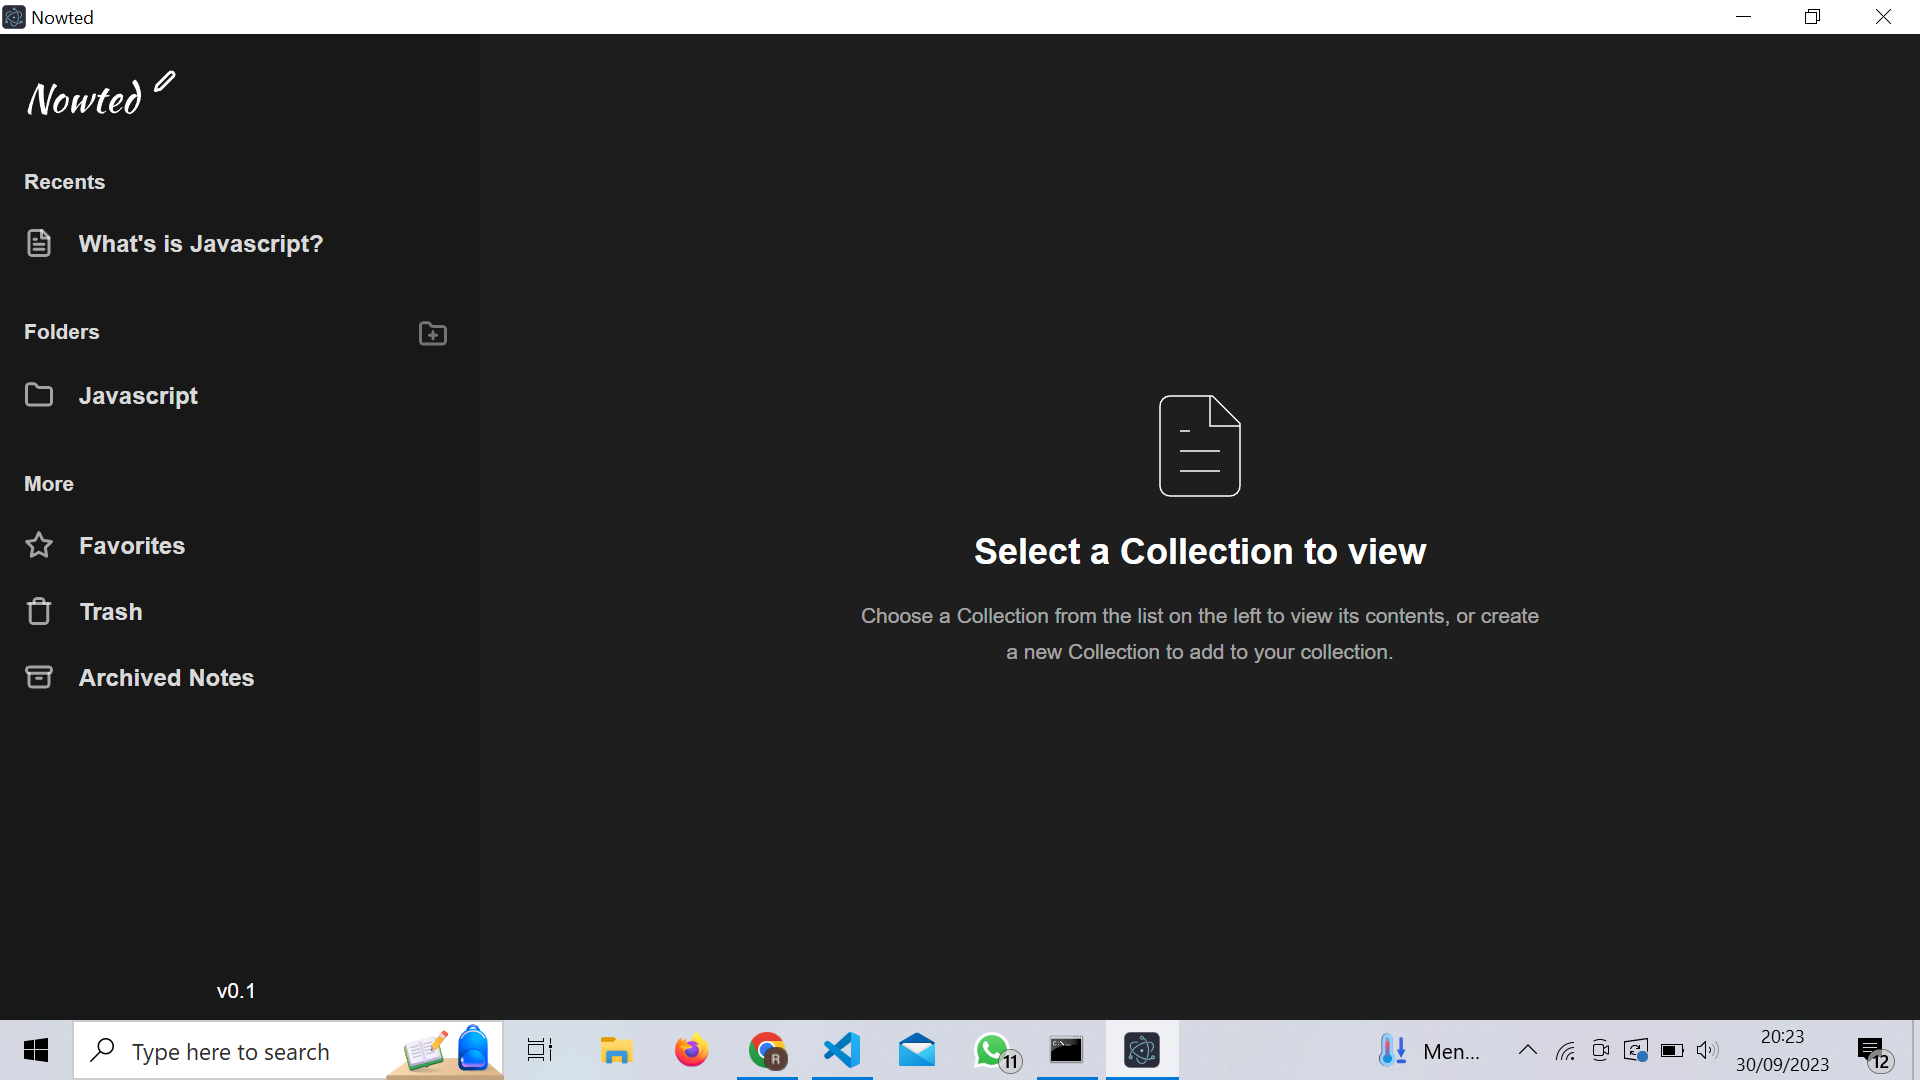 Nowted
Nowted
Recents
What's is Javascript?
Folders
Javascript
More
Favorites
Trash
Archived Notes
v0.1
Select a Collection to view
Choose a Collection from the list on the left to view its contents, or create
a new Collection to add to your collection.
Type here to search
R
11
Men...
20:23
30/09/2023
12